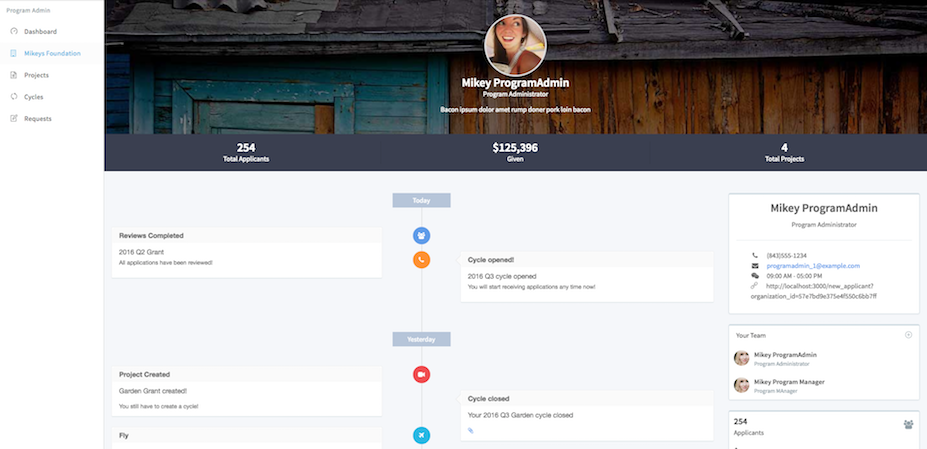 Program Admin
Dashboard
Mikeys Foundation
Projects
Cycles
Requests
Mikey ProgramAdmin
Program Administrator
Bacon ipsum dolor amet rump doner pork loin bacon
254
Total Applicants
$125,396
Given
4
Total Projects
Today
Reviews Completed
2016 Q2 Grant
All applications have been reviewed!
Cycle opened!
2016 Q3 cycle opened
You will start receiving applications any time now!
Yesterday
Project Created
Garden Grant created!
You still have to create a cycle!
Cycle closed
Your 2016 Q3 Garden cycle closed
Fly
Mikey ProgramAdmin
Program Administrator
(843)555-1234
programadmin_1@example.com
09:00 AM - 05:00 PM
http://localhost:3000/new_applicant?
organization_id=57e7bd9e375e4f550c6bb7ff
Your Team
Mikey ProgramAdmin
Program Administrator
Mikey Program Manager
Program MAnager
254
Applicants